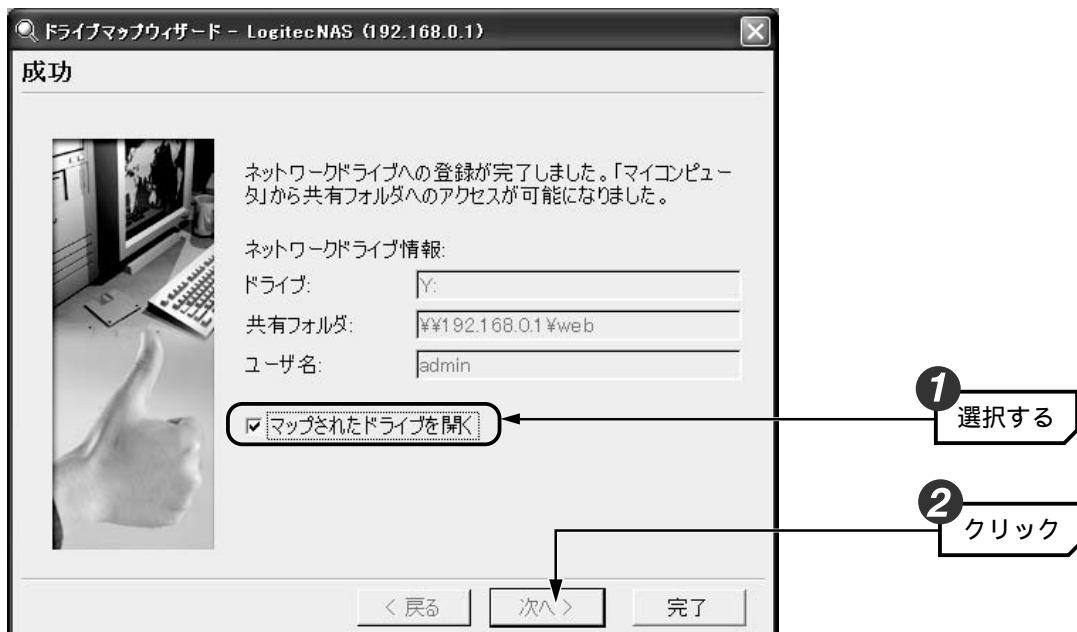 ドライブマップウィザード - LogitecNAS (192.168.0.1)
成功
ネットワークドライブへの登録が完了しました。「マイコンピュー
タ」から共有フォルダへのアクセスが可能になりました。
ネットワークドライブ情報:
ドライブ: Y:
共有フォルダ: ¥¥192.168.0.1¥web
ユーザ名: admin
マップされたドライブを開く
1 選択する
2 クリック
< 戻る 次へ > 完了